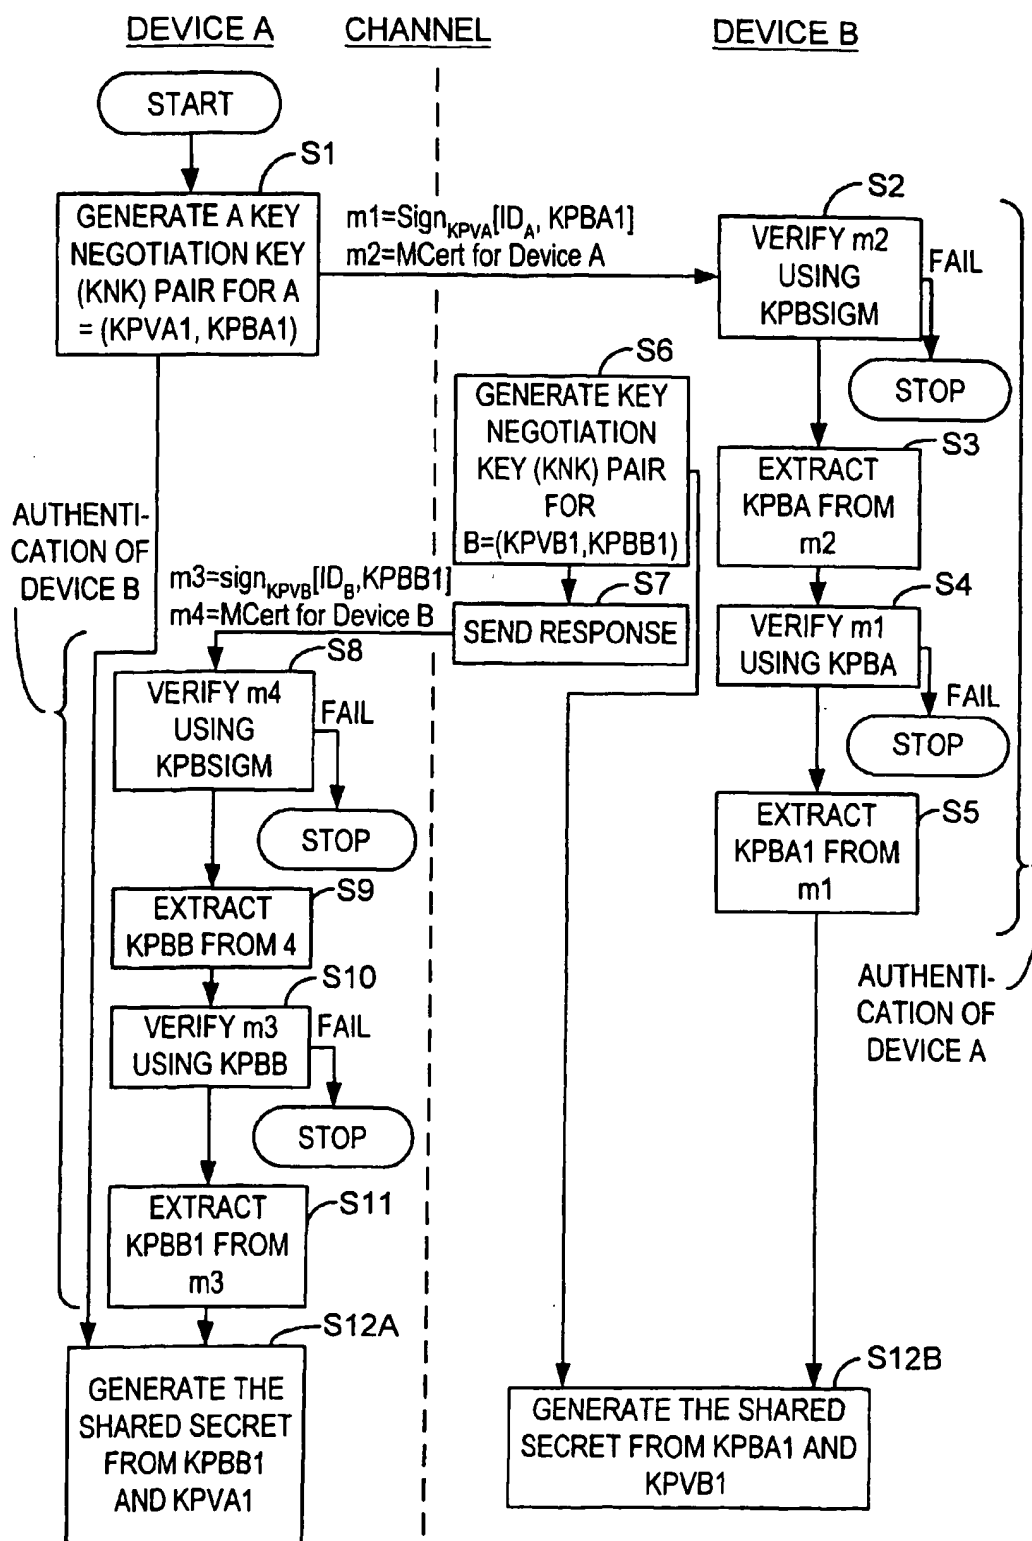 DEVICE A
CHANNEL
DEVICE B
START
S1
GENERATE A KEY
NEGOTIATION KEY
(KNK) PAIR FOR A
= (KPVA1, KPBA1)
m1=Sign_KPVA[ID_A, KPBA1]
m2=MCert for Device A
S2
VERIFY m2
USING
KPBSIGM
FAIL
STOP
S6
GENERATE KEY
NEGOTIATION
KEY (KNK) PAIR
FOR
B=(KPVB1,KPBB1)
S3
EXTRACT
KPBA FROM
m2
AUTHENTI-
CATION OF
DEVICE B
m3=sign_KPVB[ID_B,KPBB1]
m4=MCert for Device B
S7
SEND RESPONSE
S4
VERIFY m1
USING KPBA
FAIL
STOP
S8
VERIFY m4
USING
KPBSIGM
FAIL
STOP
S5
EXTRACT
KPBA1 FROM
m1
S9
EXTRACT
KPBB FROM 4
S10
VERIFY m3
USING KPBB
FAIL
STOP
AUTHENTI-
CATION OF
DEVICE A
S11
EXTRACT
KPBB1 FROM
m3
S12A
GENERATE THE
SHARED SECRET
FROM KPBB1
AND KPVA1
S12B
GENERATE THE SHARED
SECRET FROM KPBA1 AND
KPVB1